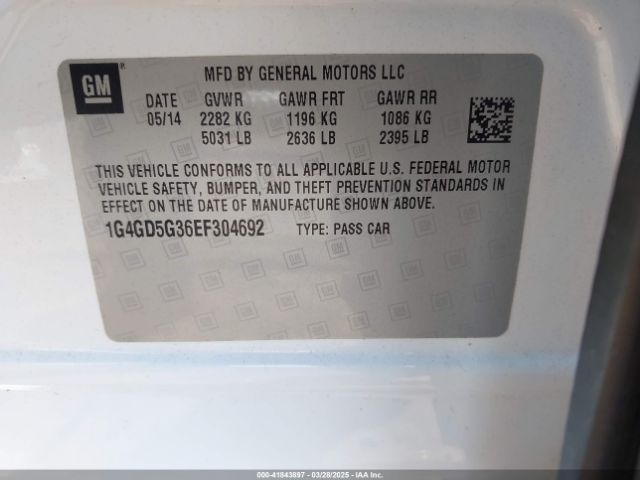 GM
MFD BY GENERAL MOTORS LLC
DATE GVWR GAWR FRT GAWR RR
05/14 2282 KG 1196 KG 1086 KG
5031 LB 2636 LB 2395 LB
THIS VEHICLE CONFORMS TO ALL APPLICABLE U.S. FEDERAL MOTOR
VEHICLE SAFETY, BUMPER, AND THEFT PREVENTION STANDARDS IN
EFFECT ON THE DATE OF MANUFACTURE SHOWN ABOVE.
1G4GD5G36EF304692 TYPE: PASS CAR
000-41843897 - 03/28/2025 - IAAI, Inc.